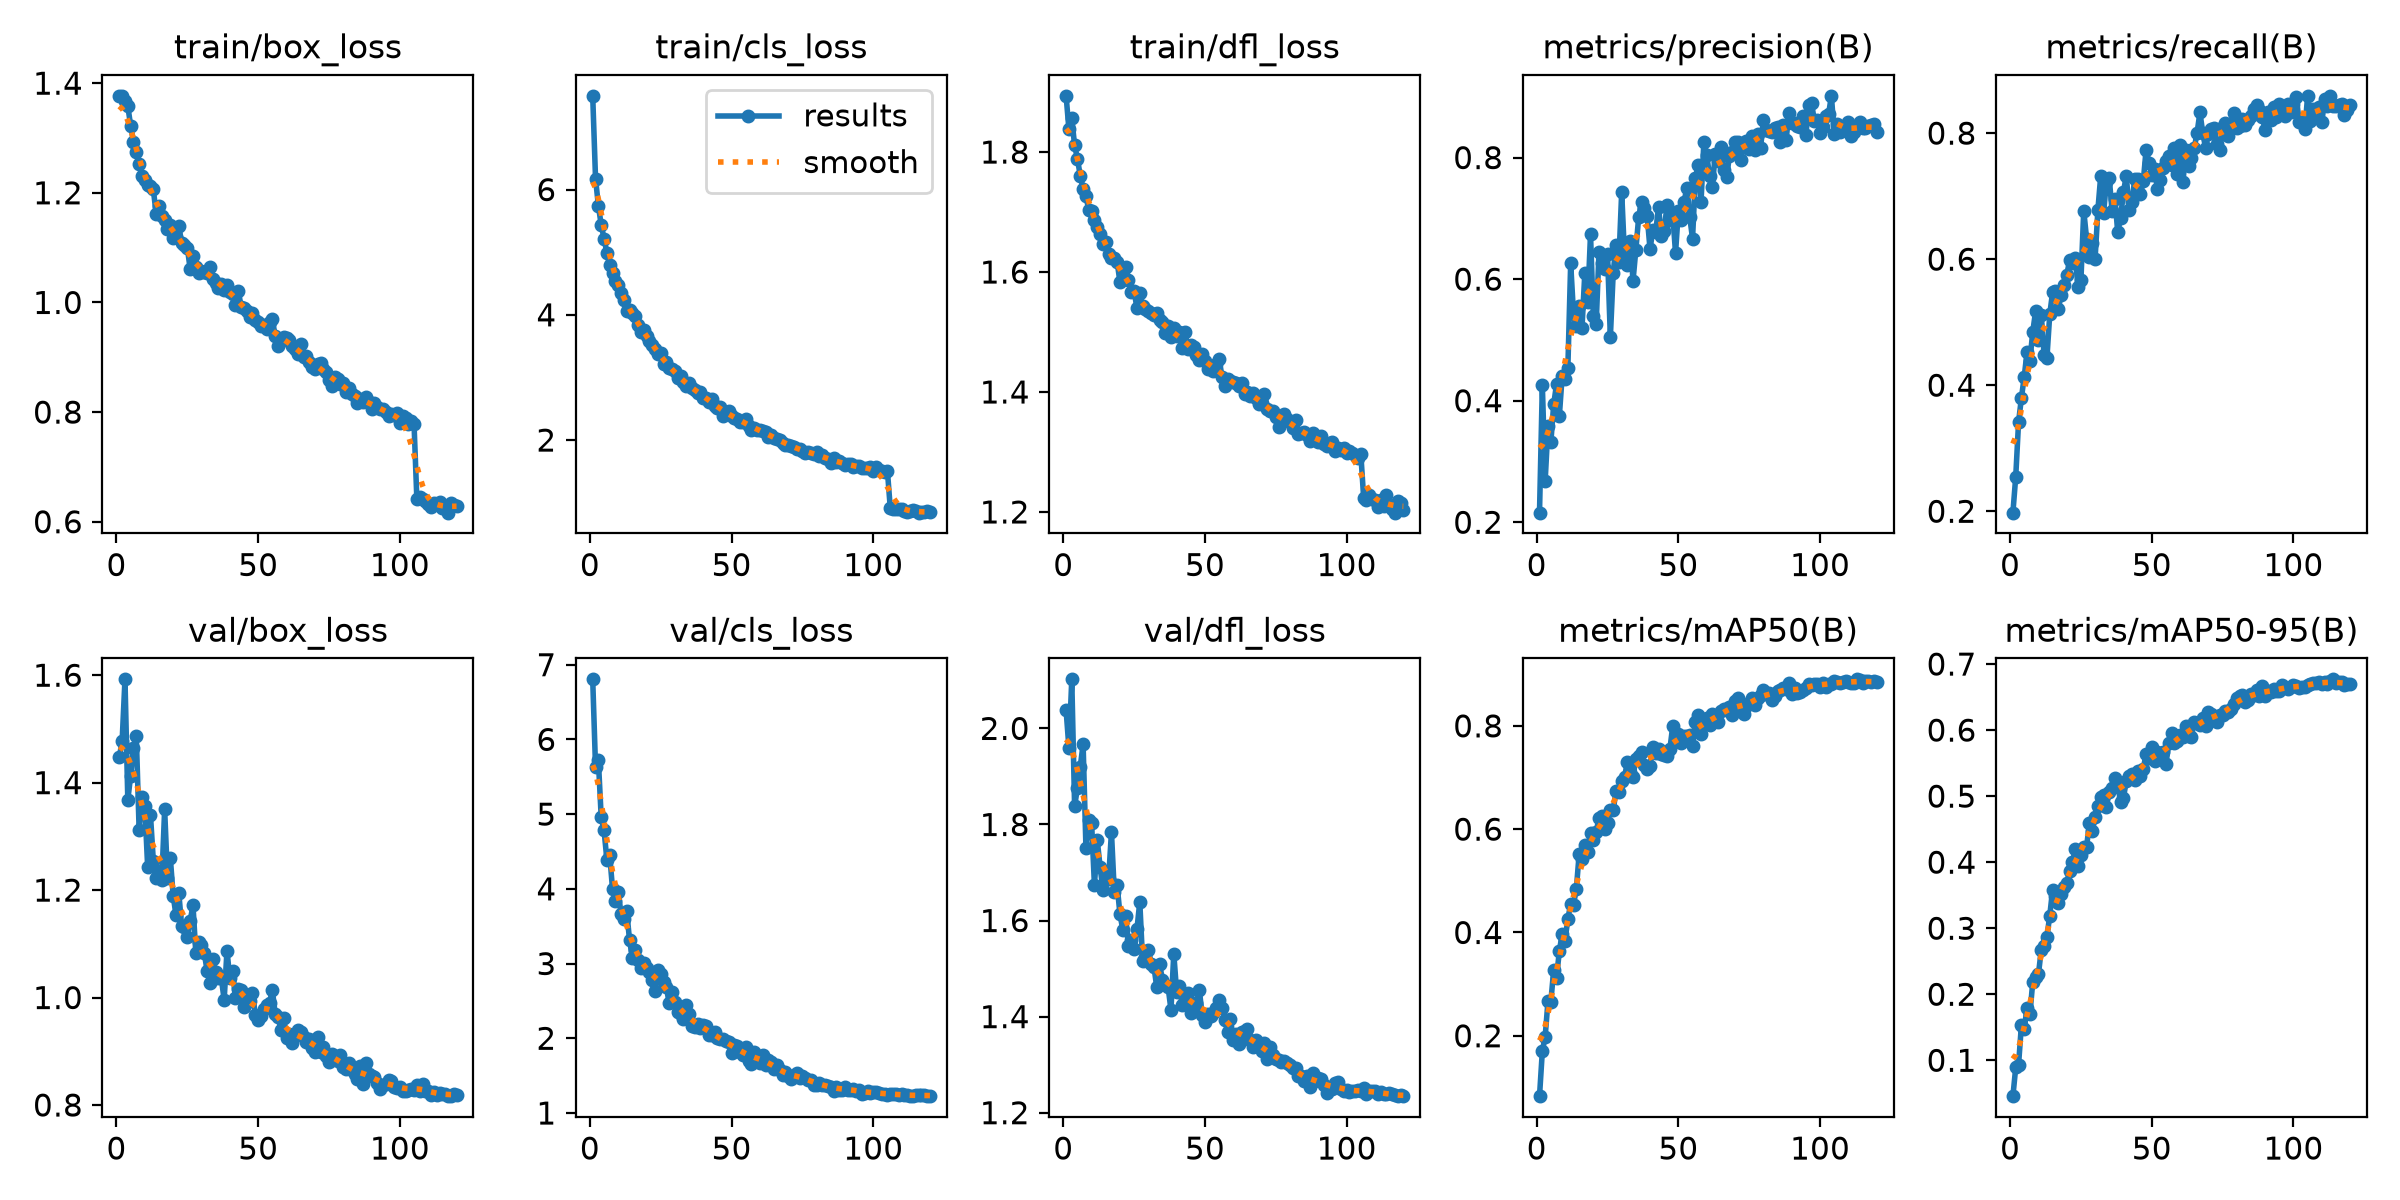 train/box_loss
1.4
1.2
1.0
0.8
0.6
0 50 100
train/cls_loss
results
smooth
6
4
2
0 50 100
train/dfl_loss
1.8
1.6
1.4
1.2
0 50 100
metrics/precision(B)
0.8
0.6
0.4
0.2
0 50 100
metrics/recall(B)
0.8
0.6
0.4
0.2
0 50 100
val/box_loss
1.6
1.4
1.2
1.0
0.8
0 50 100
val/cls_loss
7
6
5
4
3
2
1
0 50 100
val/dfl_loss
2.0
1.8
1.6
1.4
1.2
0 50 100
metrics/mAP50(B)
0.8
0.6
0.4
0.2
0 50 100
metrics/mAP50-95(B)
0.7
0.6
0.5
0.4
0.3
0.2
0.1
0 50 100